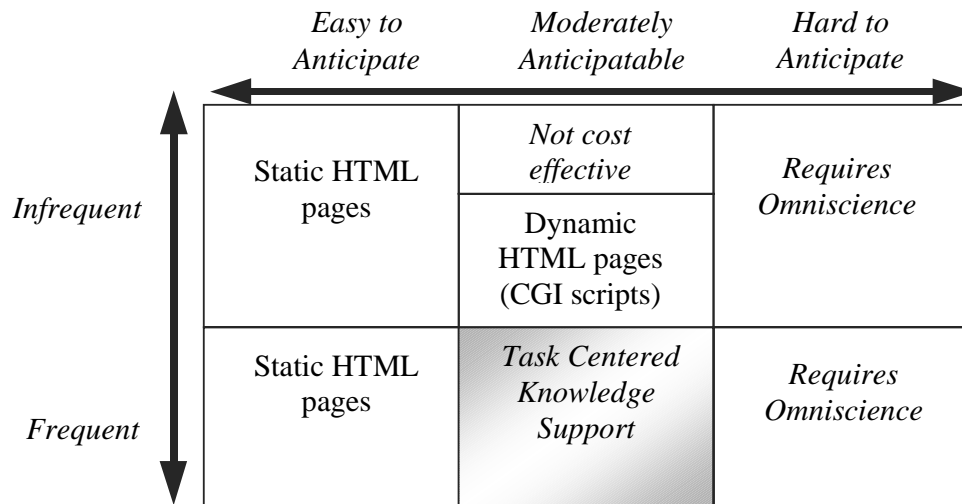 Easy to
Anticipate
Moderately
Anticipatable
Hard to
Anticipate
Infrequent
Static HTML
pages
Not cost
effective
Dynamic
HTML pages
(CGI scripts)
Requires
Omniscience
Frequent
Static HTML
pages
Task Centered
Knowledge
Support
Requires
Omniscience